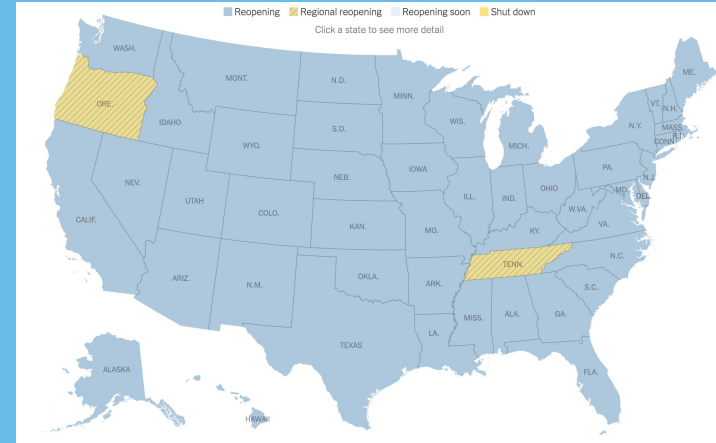 Reopening Regional reopening Reopening soon Shut down
Click a state to see more detail
WASH.
MONT.
N.D.
MINN.
ME.
ORE.
IDAHO
S.D.
WIS.
MICH.
VT.
N.H.
N.Y.
MASS.
R.I.
CONN.
WYO.
IOWA
NEB.
PA.
N.J.
NEV.
UTAH
COLO.
ILL.
IND.
OHIO
MD.
DEL.
W.VA.
VA.
CALIF.
KAN.
MO.
KY.
N.C.
TENN.
ARIZ.
N.M.
OKLA.
ARK.
S.C.
MISS.
ALA.
GA.
TEXAS
LA.
FLA.
ALASKA
HAWAII